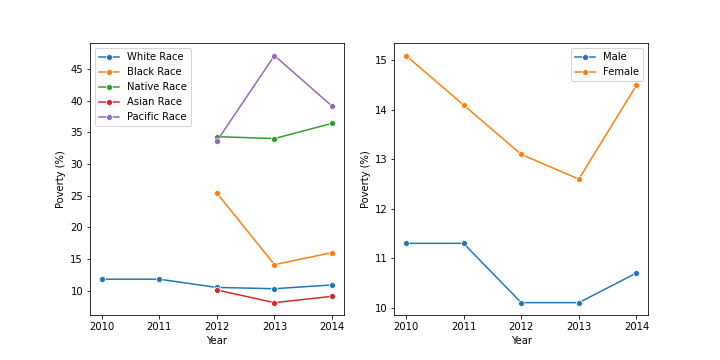 White Race
Black Race
Native Race
Asian Race
Pacific Race
45
40
35
30
25
20
15
10
Poverty (%)
2010 2011 2012 2013 2014
Year
Male
Female
15
14
13
12
11
10
Poverty (%)
2010 2011 2012 2013 2014
Year